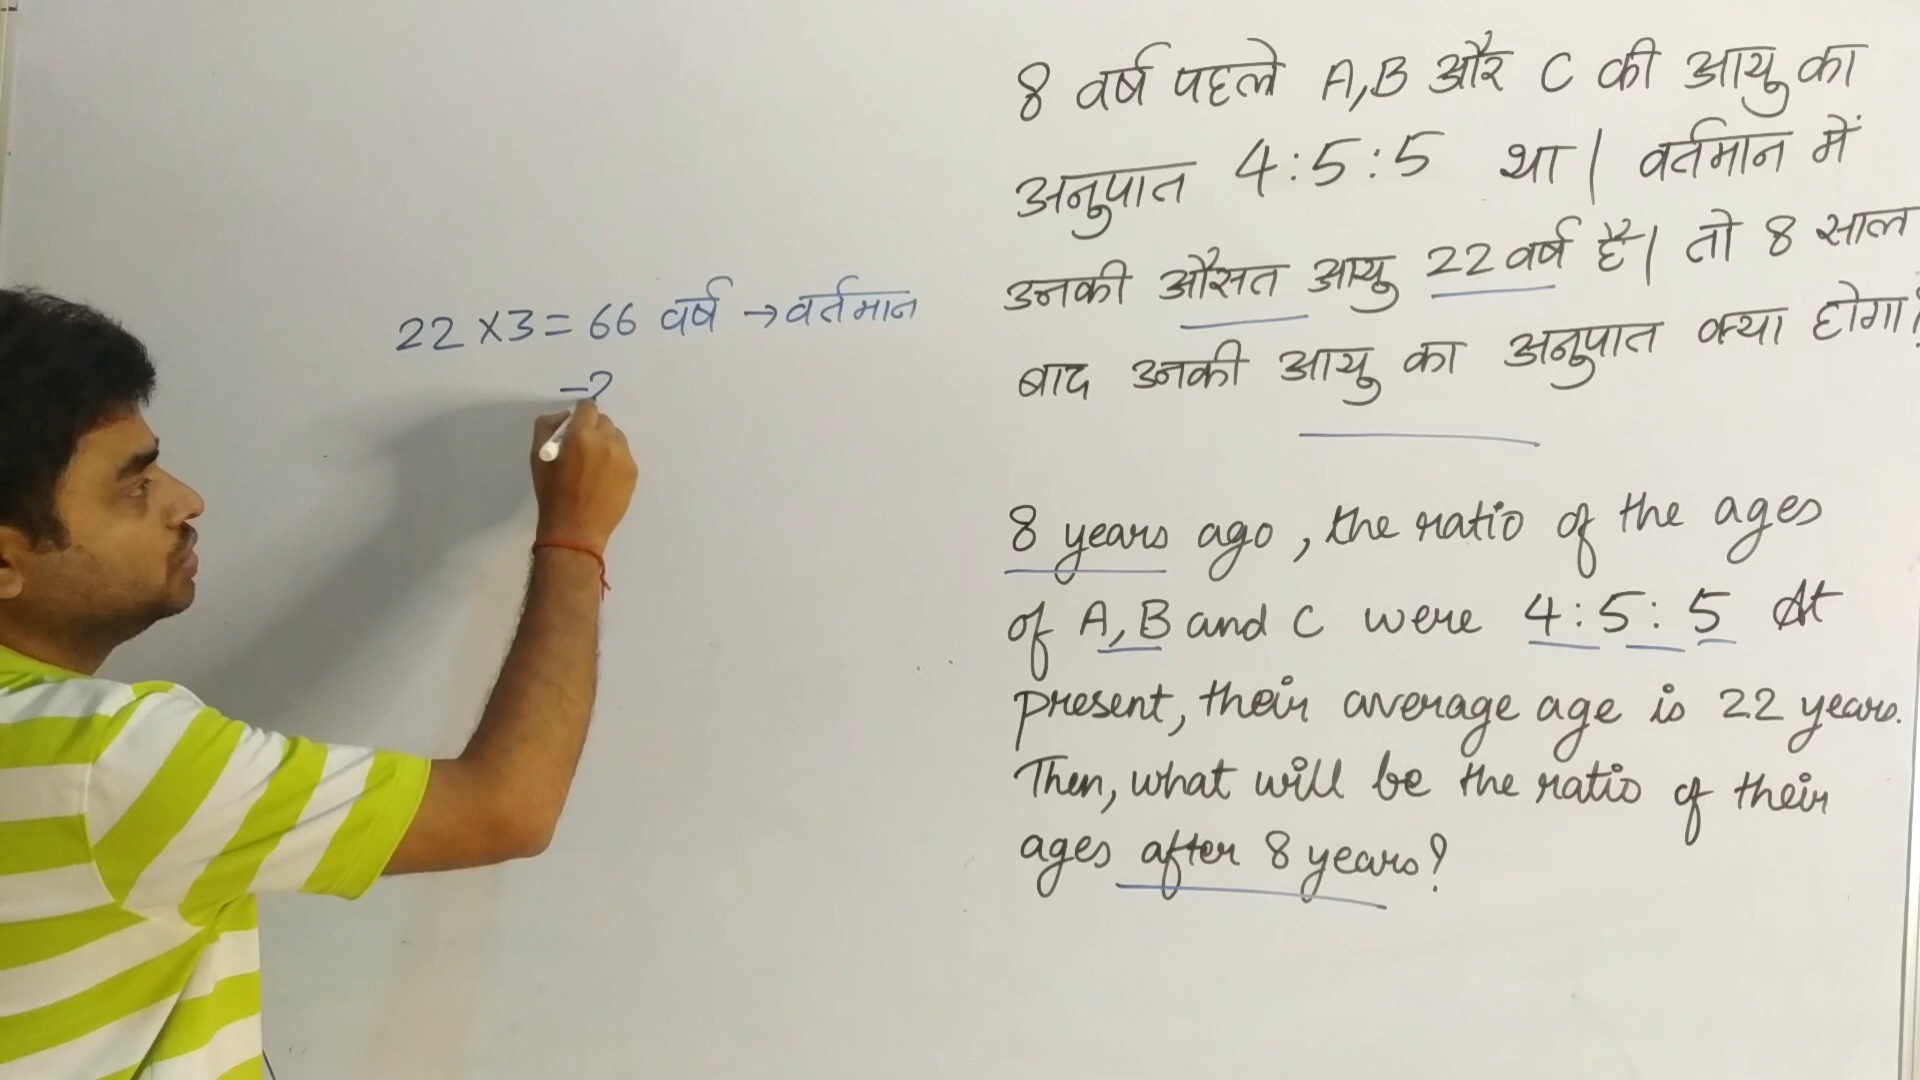 22 × 3 = 66 वर्ष → वर्तमान
-2
8 वर्ष पहले A, B और C की आयु का
अनुपात 4 : 5 : 5 था | वर्तमान में
उनकी औसत आयु 22 वर्ष है | तो 8 साल
बाद उनकी आयु का अनुपात क्या होगा?
8 years ago, the ratio of the ages
of A, B and C were 4 : 5 : 5 At
present, their average age is 22 years.
Then, what will be the ratio of their
ages after 8 years?